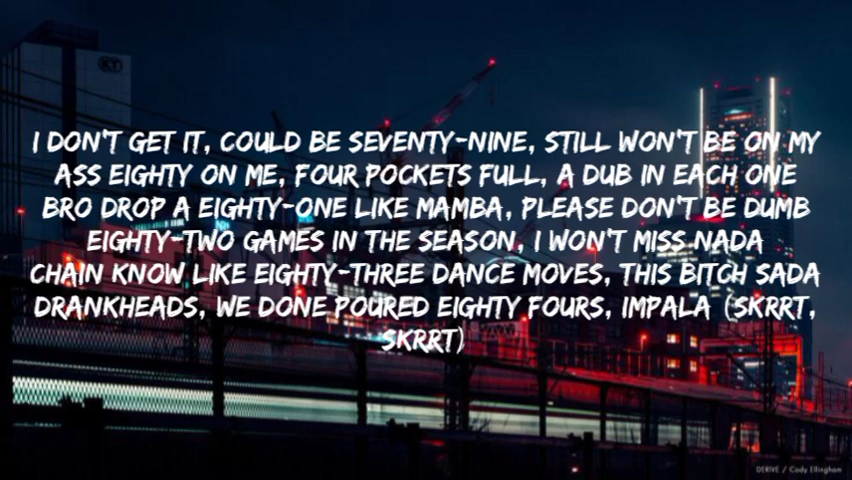 KT
I DON'T GET IT, COULD BE SEVENTY-NINE, STILL WON'T BE ON MY
ASS EIGHTY ON ME, FOUR POCKETS FULL, A DUB IN EACH ONE
BRO DROP A EIGHTY-ONE LIKE MAMBA, PLEASE DON'T BE DUMB
EIGHTY-TWO GAMES IN THE SEASON, I WON'T MISS NADA
CHAIN KNOW LIKE EIGHTY-THREE DANCE MOVES, THIS BITCH SADA
DRANKHEADS, WE DONE POURED EIGHTY FOURS, IMPALA (SKRRT,
SKRRT)
DERIVE / Cody Ellingham